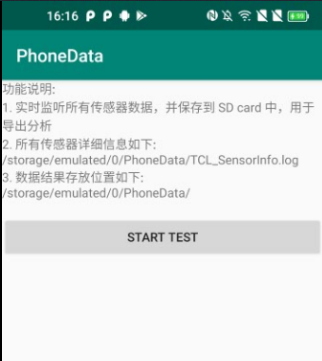 16:16
PhoneData
功能说明:
1. 实时监听所有传感器数据，并保存到 SD card 中，用于
导出分析
2. 所有传感器详细信息如下:
/storage/emulated/0/PhoneData/TCL_SensorInfo.log
3. 数据结果存放位置如下:
/storage/emulated/0/PhoneData/
START TEST